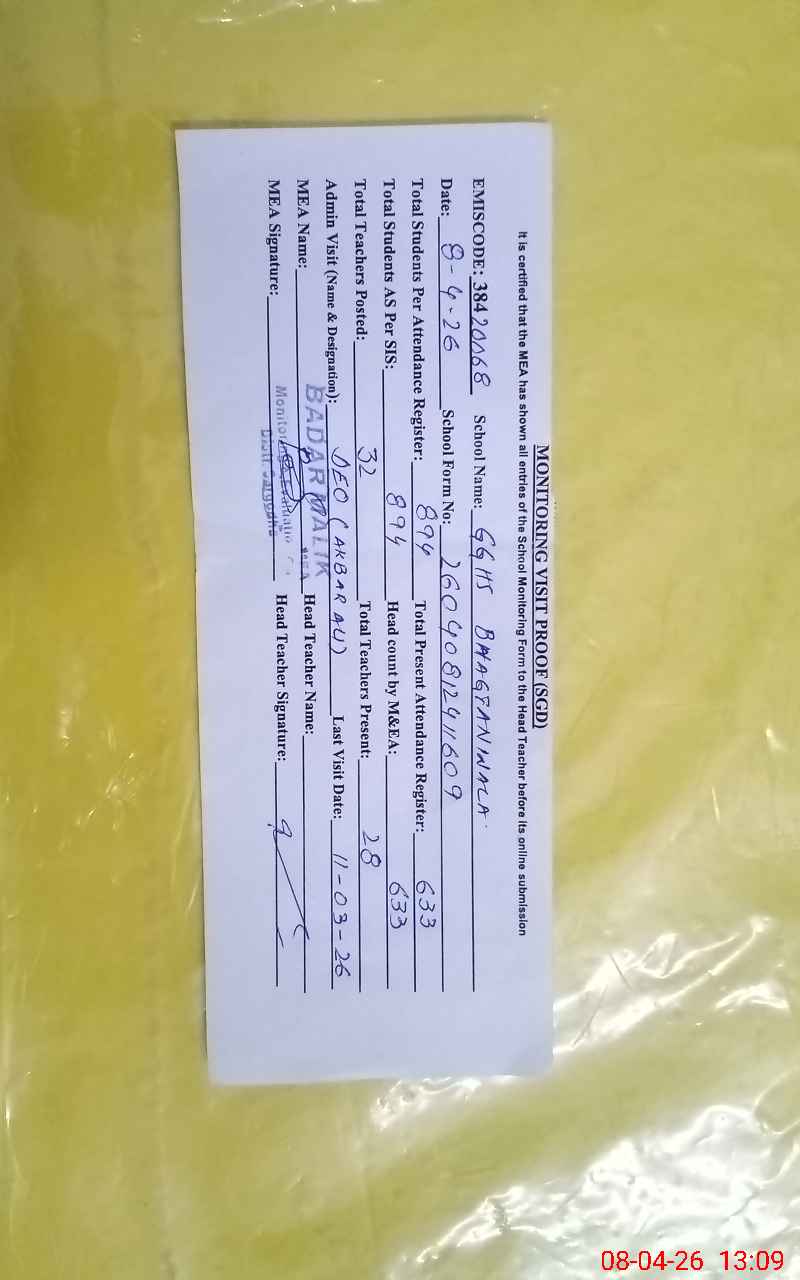 MONITORING VISIT PROOF (SGD)
It is certified that the MEA has shown all entries of the School Monitoring Form to the Head Teacher before its online submission
EMISCODE: 38420068 School Name: GGHS BHAGTANWALA
Date: 8-4-26 School Form No: 26040812411609
Total Students Per Attendance Register: 894 Total Present Attendance Register: 633
Total Students AS Per SIS: 894 Head count by M&EA: 633
Total Teachers Posted: 32 Total Teachers Present: 28
Admin Visit (Name & Designation): DEO (AKBAR ALI) Last Visit Date: 11-03-26
MEA Name: BADAR MALIK Head Teacher Name:
MEA Signature: Head Teacher Signature:
Distt. Sargodha
08-04-26 13:09